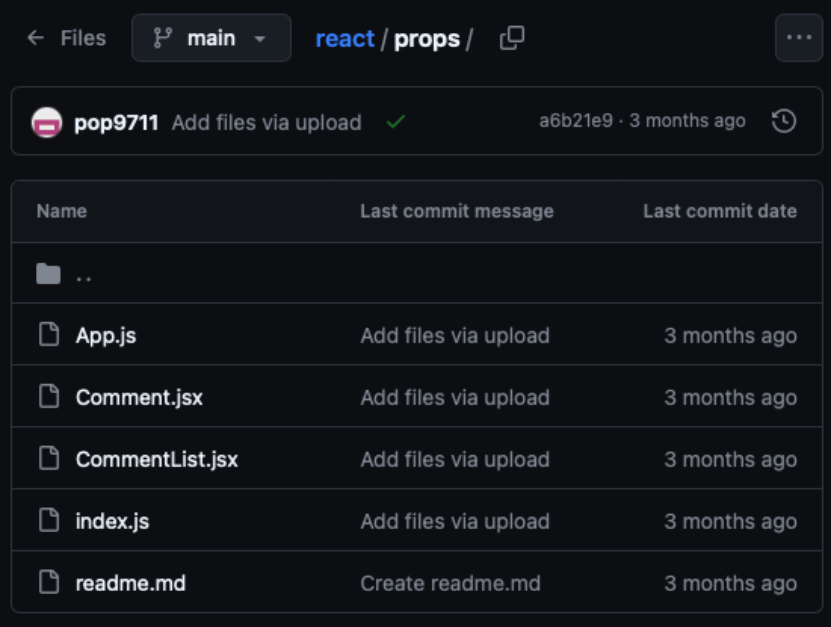 Files main react / props /
pop9711 Add files via upload a6b21e9 · 3 months ago
Name Last commit message Last commit date
..
App.js Add files via upload 3 months ago
Comment.jsx Add files via upload 3 months ago
CommentList.jsx Add files via upload 3 months ago
index.js Add files via upload 3 months ago
readme.md Create readme.md 3 months ago